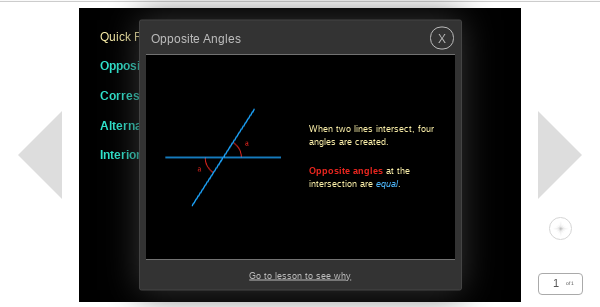 Quick
Opposite Angles
X
Opposi
Corres
Alterna
Interior
a
a
When two lines intersect, four
angles are created.
Opposite angles at the
intersection are equal.
Go to lesson to see why
1 of 1